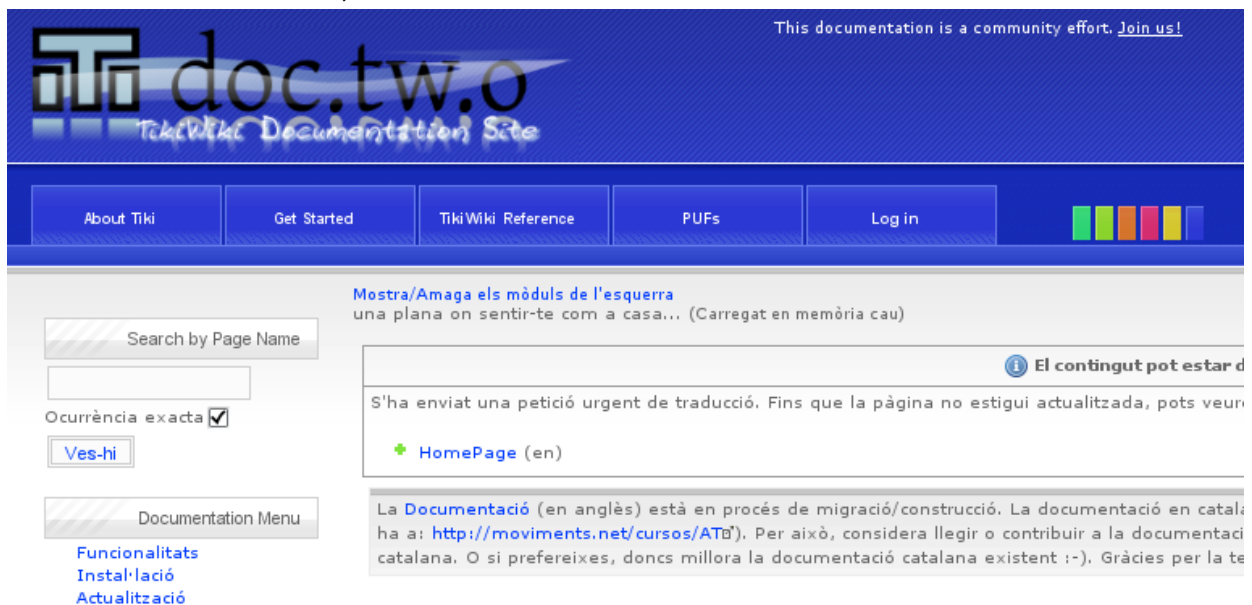 This documentation is a community effort. Join us!
doc.tw.o
TikiWiki Documentation Site
About Tiki
Get Started
TikiWiki Reference
PUFs
Log in
Mostra/Amaga els mòduls de l'esquerra
una plana on sentir-te com a casa... (Carregat en memòria cau)
Search by Page Name
Ocurrència exacta
Ves-hi
El contingut pot estar d
S'ha enviat una petició urgent de traducció. Fins que la pàgina no estigui actualitzada, pots veure
HomePage (en)
Documentation Menu
Funcionalitats
Instal·lació
Actualització
La Documentació (en anglès) està en procés de migració/construcció. La documentació en catala
ha a: http://moviments.net/cursos/AT). Per això, considera llegir o contribuir a la documentaci
catalana. O si prefereixes, doncs millora la documentació catalana existent :-). Gràcies per la te